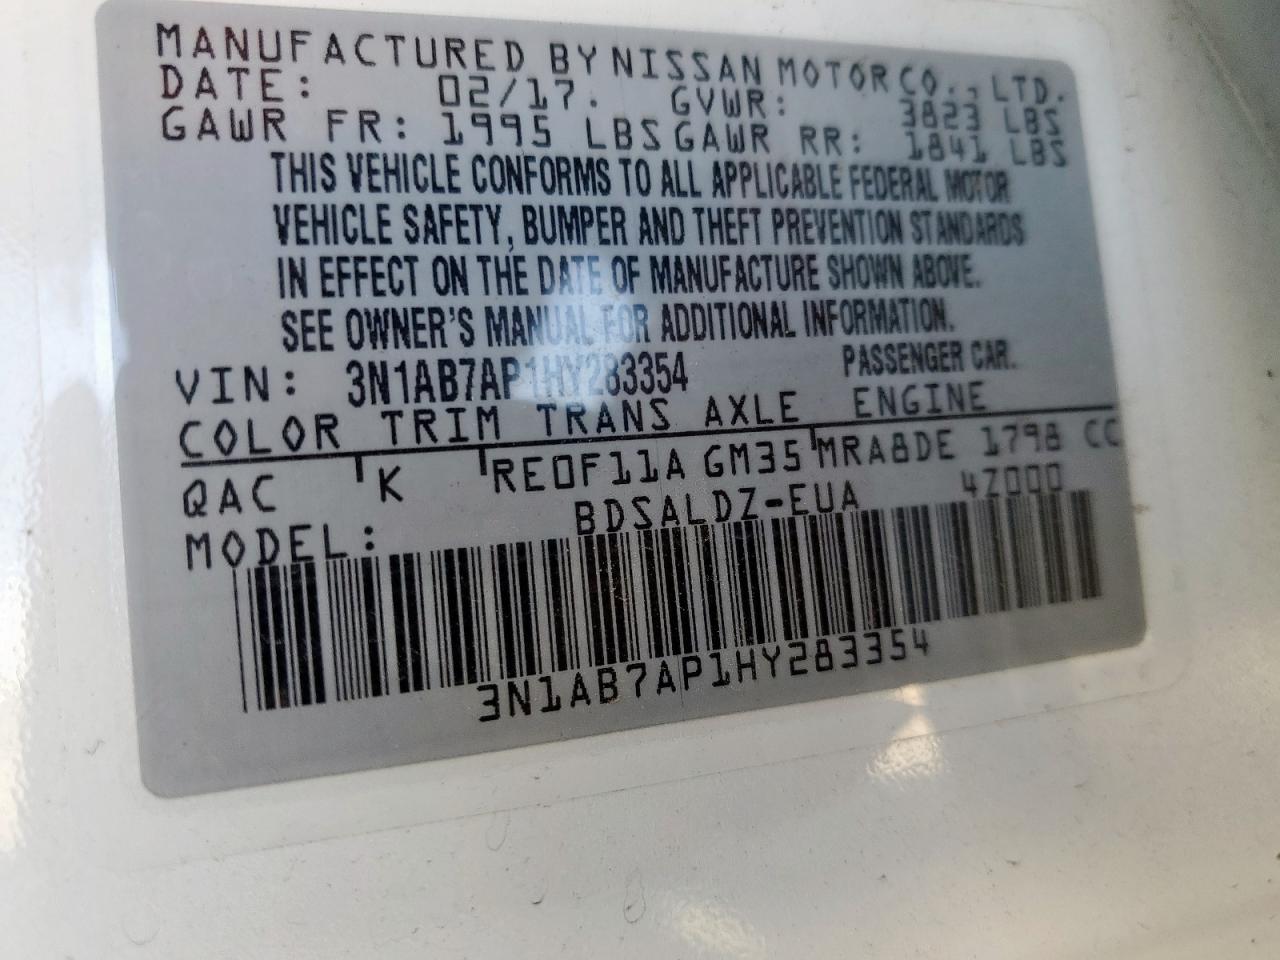 MANUFACTURED BY NISSAN MOTOR CO., LTD.
DATE: 02/17. GVWR: 3823 LBS
GAWR FR: 1995 LBS GAWR RR: 1841 LBS
THIS VEHICLE CONFORMS TO ALL APPLICABLE FEDERAL MOTOR
VEHICLE SAFETY, BUMPER AND THEFT PREVENTION STANDARDS
IN EFFECT ON THE DATE OF MANUFACTURE SHOWN ABOVE.
SEE OWNER'S MANUAL FOR ADDITIONAL INFORMATION.
VIN: 3N1AB7AP1HY283354 PASSENGER CAR.
COLOR TRIM TRANS AXLE ENGINE
QAC K RE0F11A GM35 MRA8DE 1798 CC
MODEL: BDSALDZ-EUA 4Z000
3N1AB7AP1HY283354